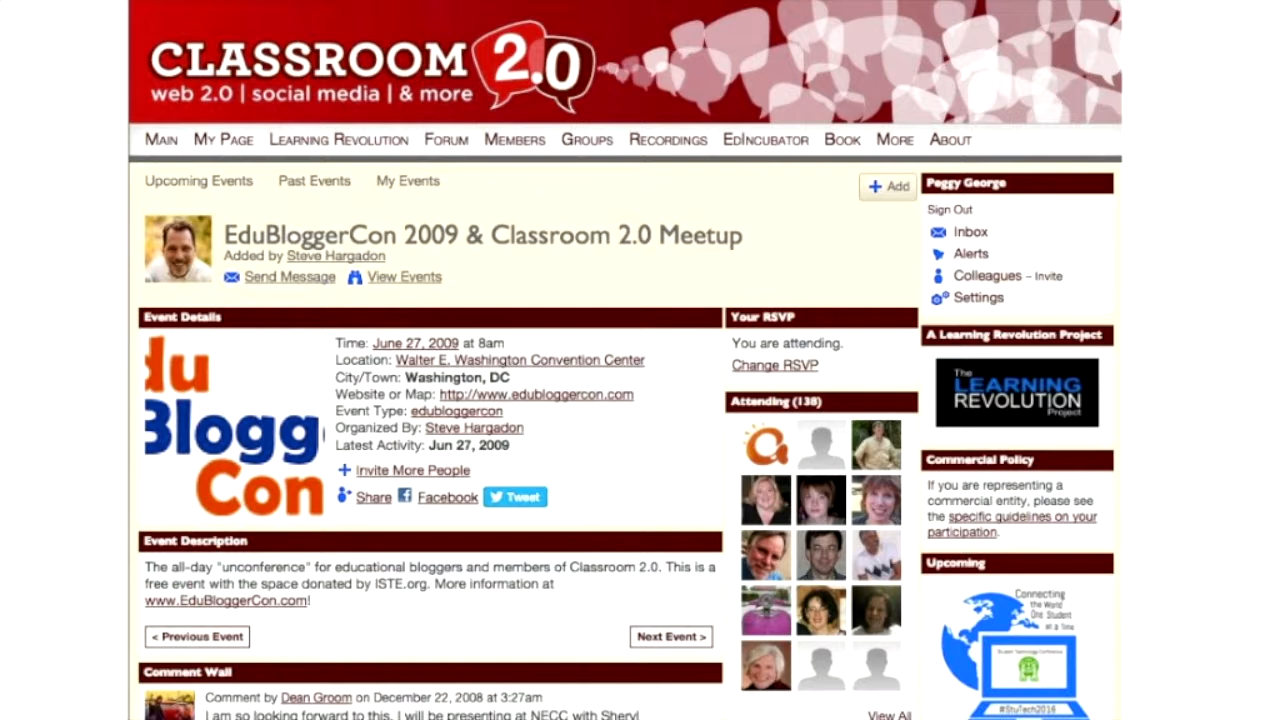 CLASSROOM 2.0
web 2.0 | social media | & more
MAIN MY PAGE LEARNING REVOLUTION FORUM MEMBERS GROUPS RECORDINGS EDINCUBATOR BOOK MORE ABOUT
Upcoming Events Past Events My Events
+ Add
EduBloggerCon 2009 & Classroom 2.0 Meetup
Added by Steve Hargadon
Send Message View Events
Event Details
du
Blogg
Con
Time: June 27, 2009 at 8am
Location: Walter E. Washington Convention Center
City/Town: Washington, DC
Website or Map: http://www.edubloggercon.com
Event Type: edubloggercon
Organized By: Steve Hargadon
Latest Activity: Jun 27, 2009
+ Invite More People
Share Facebook Tweet
Event Description
The all-day "unconference" for educational bloggers and members of Classroom 2.0. This is a
free event with the space donated by ISTE.org. More information at
www.EduBloggerCon.com!
< Previous Event Next Event >
Comment Wall
Comment by Dean Groom on December 22, 2008 at 3:27am
I am so looking forward to this. I will be presenting at NECC with Sheryl
Your RSVP
You are attending.
Change RSVP
Attending (138)
View All
Peggy George
Sign Out
Inbox
Alerts
Colleagues – Invite
Settings
A Learning Revolution Project
The
LEARNING
REVOLUTION
Project
Commercial Policy
If you are representing a
commercial entity, please see
the specific guidelines on your
participation.
Upcoming
Connecting
the World
One Student
at a Time
Student Technology Conference
#StuTech2016